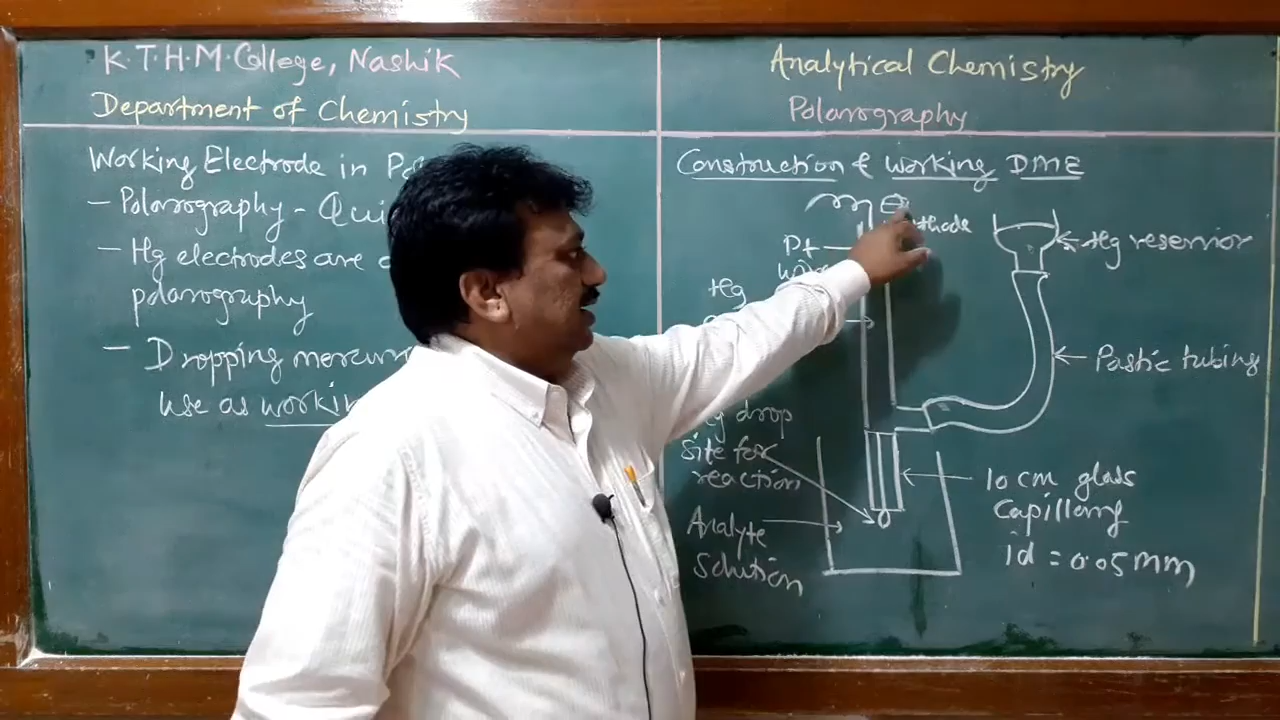 K.T.H.M. College, Nashik
Department of Chemistry
Working Electrode in
- Polarography -
- Hg electrodes are
polarography
- Dropping
use as
Analytical Chemistry
Polarography
Construction & working DME
Pt
Hg
Hg reservior
Pastic tubing
drop
site for
reaction
Analyte
Solution
10 cm glass
Capillary
id = 0.05 mm